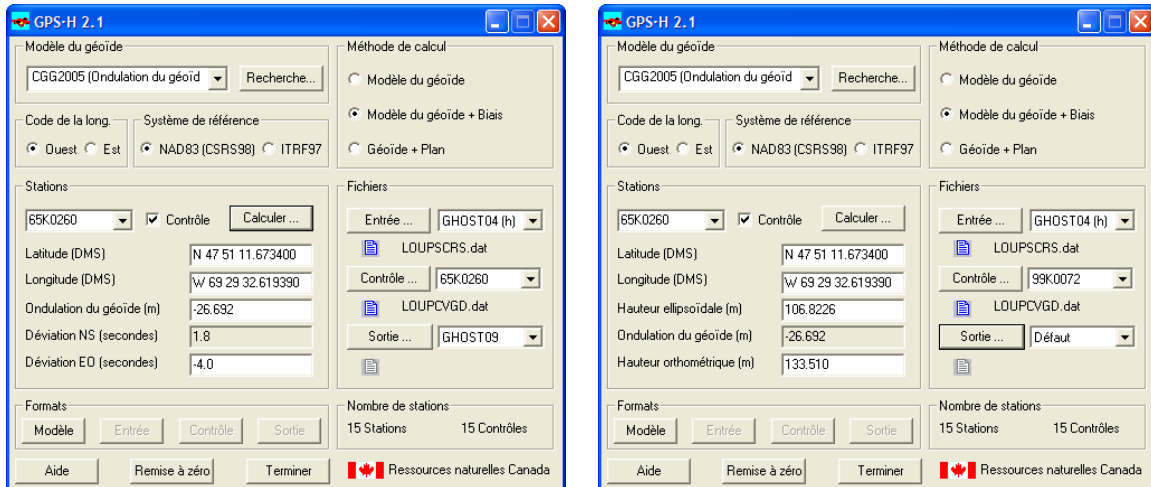 GPS·H 2.1
Modèle du géoïde
CGG2005 (Ondulation du géoïd
Recherche...
Méthode de calcul
Modèle du géoïde
Modèle du géoïde + Biais
Géoïde + Plan
Code de la long.
Ouest
Est
Système de référence
NAD83 (CSRS98)
ITRF97
Stations
65K0260
Contrôle
Calculer ...
Latitude (DMS)
N 47 51 11.673400
Longitude (DMS)
W 69 29 32.619390
Ondulation du géoïde (m)
-26.692
Déviation NS (secondes)
1.8
Déviation EO (secondes)
-4.0
Fichiers
Entrée ...
GHOST04 (h)
LOUPSCRS.dat
Contrôle ...
65K0260
LOUPCVGD.dat
Sortie ...
GHOST09
Formats
Modèle
Entrée
Contrôle
Sortie
Nombre de stations
15 Stations
15 Contrôles
Aide
Remise à zéro
Terminer
Ressources naturelles Canada
GPS·H 2.1
Modèle du géoïde
CGG2005 (Ondulation du géoïd
Recherche...
Méthode de calcul
Modèle du géoïde
Modèle du géoïde + Biais
Géoïde + Plan
Code de la long.
Ouest
Est
Système de référence
NAD83 (CSRS98)
ITRF97
Stations
65K0260
Contrôle
Calculer ...
Latitude (DMS)
N 47 51 11.673400
Longitude (DMS)
W 69 29 32.619390
Hauteur ellipsoïdale (m)
106.8226
Ondulation du géoïde (m)
-26.692
Hauteur orthométrique (m)
133.510
Fichiers
Entrée ...
GHOST04 (h)
LOUPSCRS.dat
Contrôle ...
99K0072
LOUPCVGD.dat
Sortie ...
Défaut
Formats
Modèle
Entrée
Contrôle
Sortie
Nombre de stations
15 Stations
15 Contrôles
Aide
Remise à zéro
Terminer
Ressources naturelles Canada